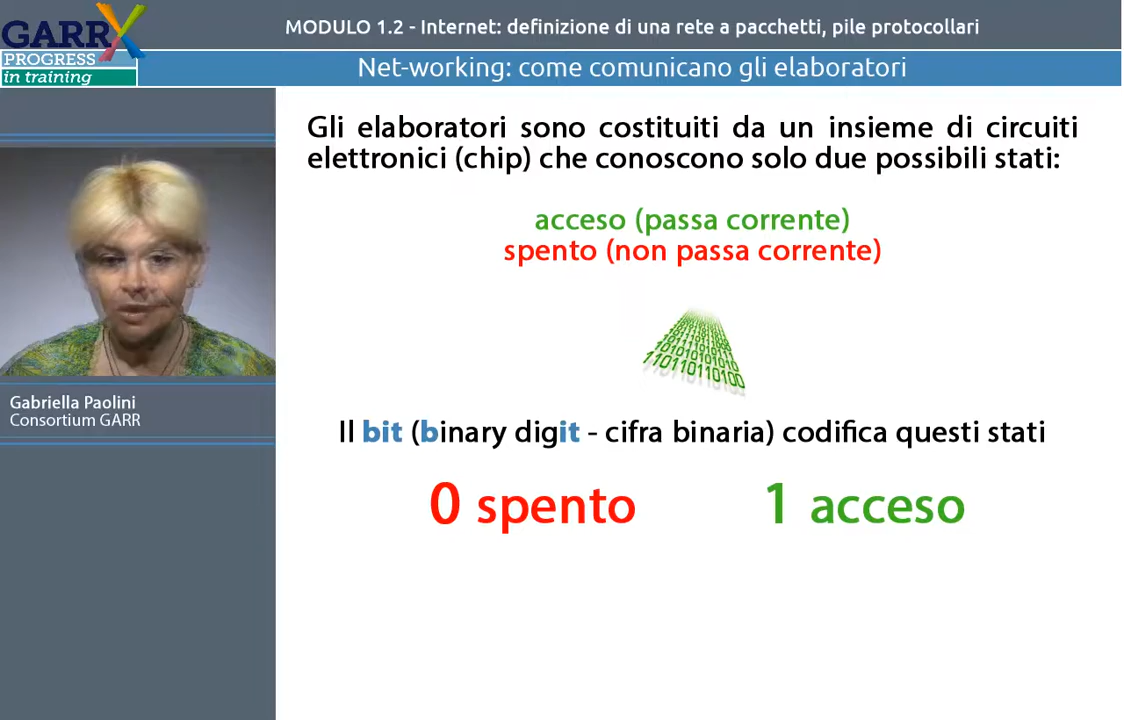 GARR X
PROGRESS
in training
MODULO 1.2 - Internet: definizione di una rete a pacchetti, pile protocollari
Net-working: come comunicano gli elaboratori
Gli elaboratori sono costituiti da un insieme di circuiti
elettronici (chip) che conoscono solo due possibili stati:
acceso (passa corrente)
spento (non passa corrente)
110110110100
Gabriella Paolini
Consortium GARR
Il bit (binary digit - cifra binaria) codifica questi stati
0 spento 1 acceso